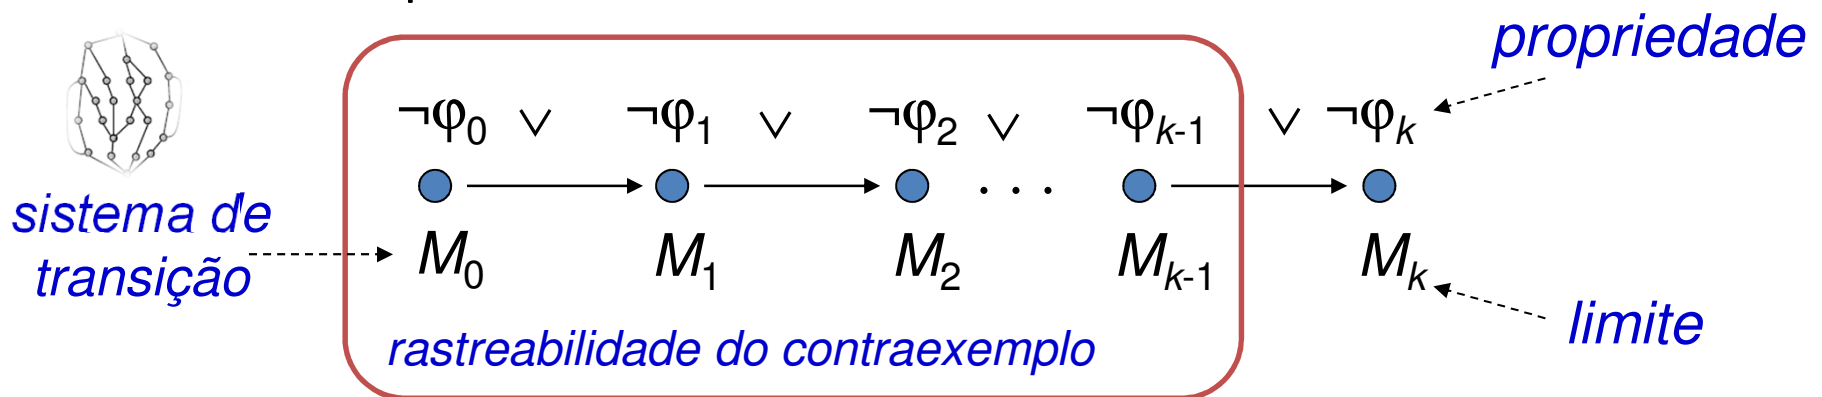 propriedade
¬φ0 ∨ ¬φ1 ∨ ¬φ2 ∨ ¬φk-1 ∨ ¬φk
. . .
sistema de
transição
M0 M1 M2 Mk-1 Mk
limite
rastreabilidade do contraexemplo